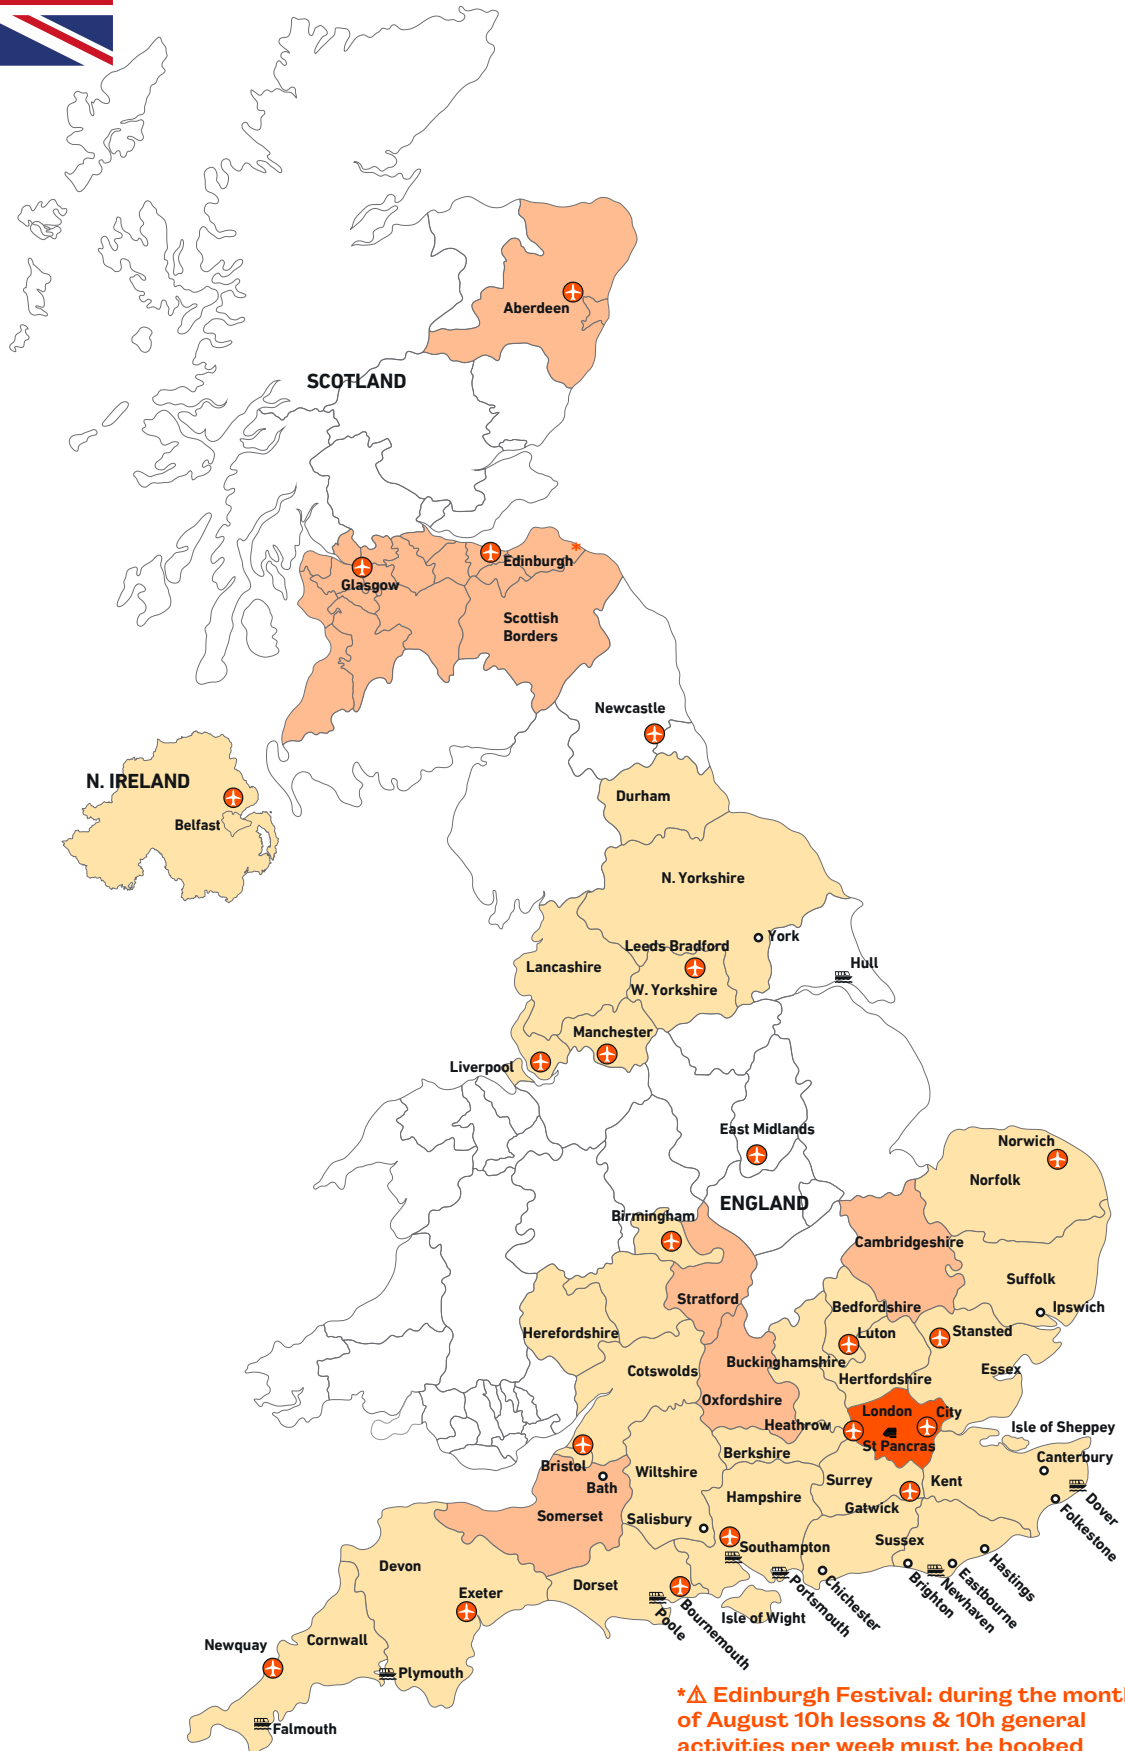 Aberdeen
SCOTLAND
Edinburgh
*
Glasgow
Scottish
Borders
Newcastle
N. IRELAND
Belfast
Durham
N. Yorkshire
York
Leeds Bradford
Lancashire
Hull
W. Yorkshire
Manchester
Liverpool
East Midlands
Norwich
Norfolk
ENGLAND
Birmingham
Cambridgeshire
Suffolk
Stratford
Bedfordshire
Ipswich
Herefordshire
Luton
Stansted
Buckinghamshire
Cotswolds
Essex
Hertfordshire
Oxfordshire
London
City
Heathrow
Isle of Sheppey
St Pancras
Berkshire
Canterbury
Bristol
Wiltshire
Bath
Surrey
Kent
Hampshire
Dover
Gatwick
Folkestone
Somerset
Salisbury
Sussex
Southampton
Hastings
Devon
Eastbourne
Newhaven
Brighton
Chichester
Portsmouth
Dorset
Exeter
Isle of Wight
Bournemouth
Poole
Cornwall
Newquay
Plymouth
Falmouth
*⚠ Edinburgh Festival: during the mont
of August 10h lessons & 10h general
activities per week must be booked